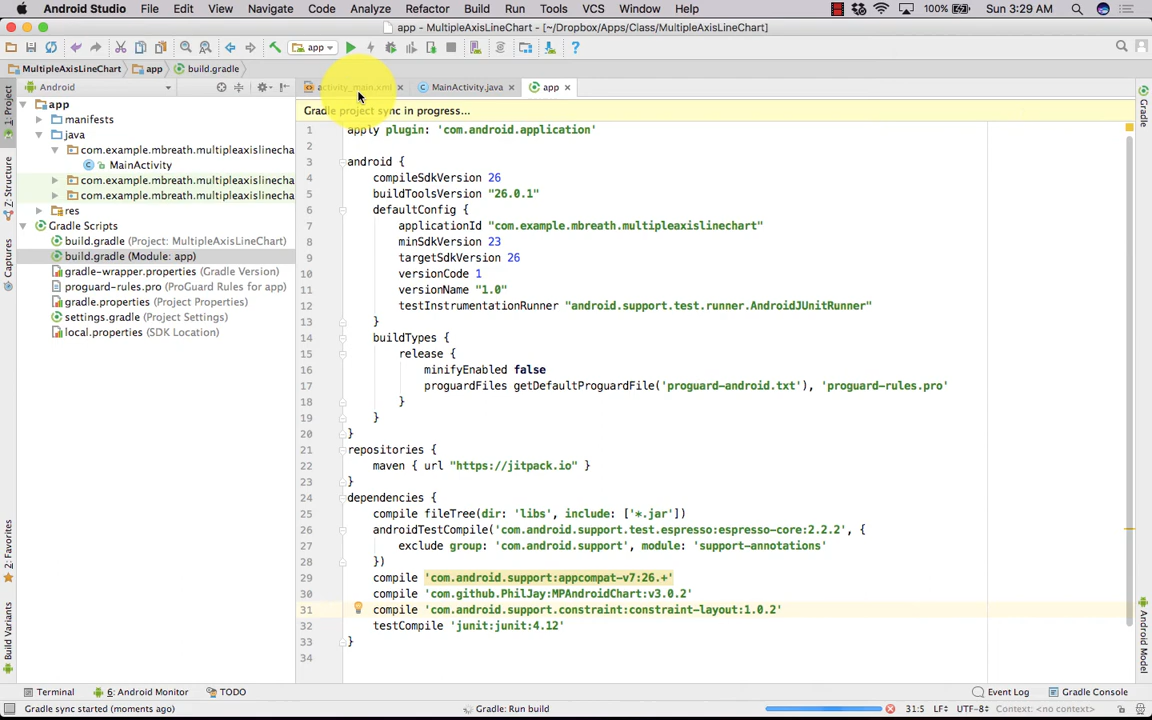 Android Studio File Edit View Navigate Code Analyze Refactor Build Run Tools VCS Window Help 100% Sun 3:29 AM
app - MultipleAxisLineChart - [~/Dropbox/Apps/Class/MultipleAxisLineChart]
app
MultipleAxisLineChart app build.gradle
Android activity_main.xml MainActivity.java app
Gradle project sync in progress...
1: Project
Z: Structure
Captures
2: Favorites
Build Variants
Gradle
Android Model
app
manifests
java
com.example.mbreath.multipleaxislinecha
MainActivity
com.example.mbreath.multipleaxislinecha
com.example.mbreath.multipleaxislinecha
res
Gradle Scripts
build.gradle (Project: MultipleAxisLineChart)
build.gradle (Module: app)
gradle-wrapper.properties (Gradle Version)
proguard-rules.pro (ProGuard Rules for app)
gradle.properties (Project Properties)
settings.gradle (Project Settings)
local.properties (SDK Location)
1 apply plugin: 'com.android.application'
2
3 android {
4 compileSdkVersion 26
5 buildToolsVersion "26.0.1"
6 defaultConfig {
7 applicationId "com.example.mbreath.multipleaxislinechart"
8 minSdkVersion 23
9 targetSdkVersion 26
10 versionCode 1
11 versionName "1.0"
12 testInstrumentationRunner "android.support.test.runner.AndroidJUnitRunner"
13 }
14 buildTypes {
15 release {
16 minifyEnabled false
17 proguardFiles getDefaultProguardFile('proguard-android.txt'), 'proguard-rules.pro'
18 }
19 }
20 }
21 repositories {
22 maven { url "https://jitpack.io" }
23 }
24 dependencies {
25 compile fileTree(dir: 'libs', include: ['*.jar'])
26 androidTestCompile('com.android.support.test.espresso:espresso-core:2.2.2', {
27 exclude group: 'com.android.support', module: 'support-annotations'
28 })
29 compile 'com.android.support:appcompat-v7:26.+'
30 compile 'com.github.PhilJay:MPAndroidChart:v3.0.2'
31 compile 'com.android.support.constraint:constraint-layout:1.0.2'
32 testCompile 'junit:junit:4.12'
33 }
34
Terminal 6: Android Monitor TODO Event Log Gradle Console
Gradle sync started (moments ago) Gradle: Run build 31:5 LF UTF-8 Context: <no context>